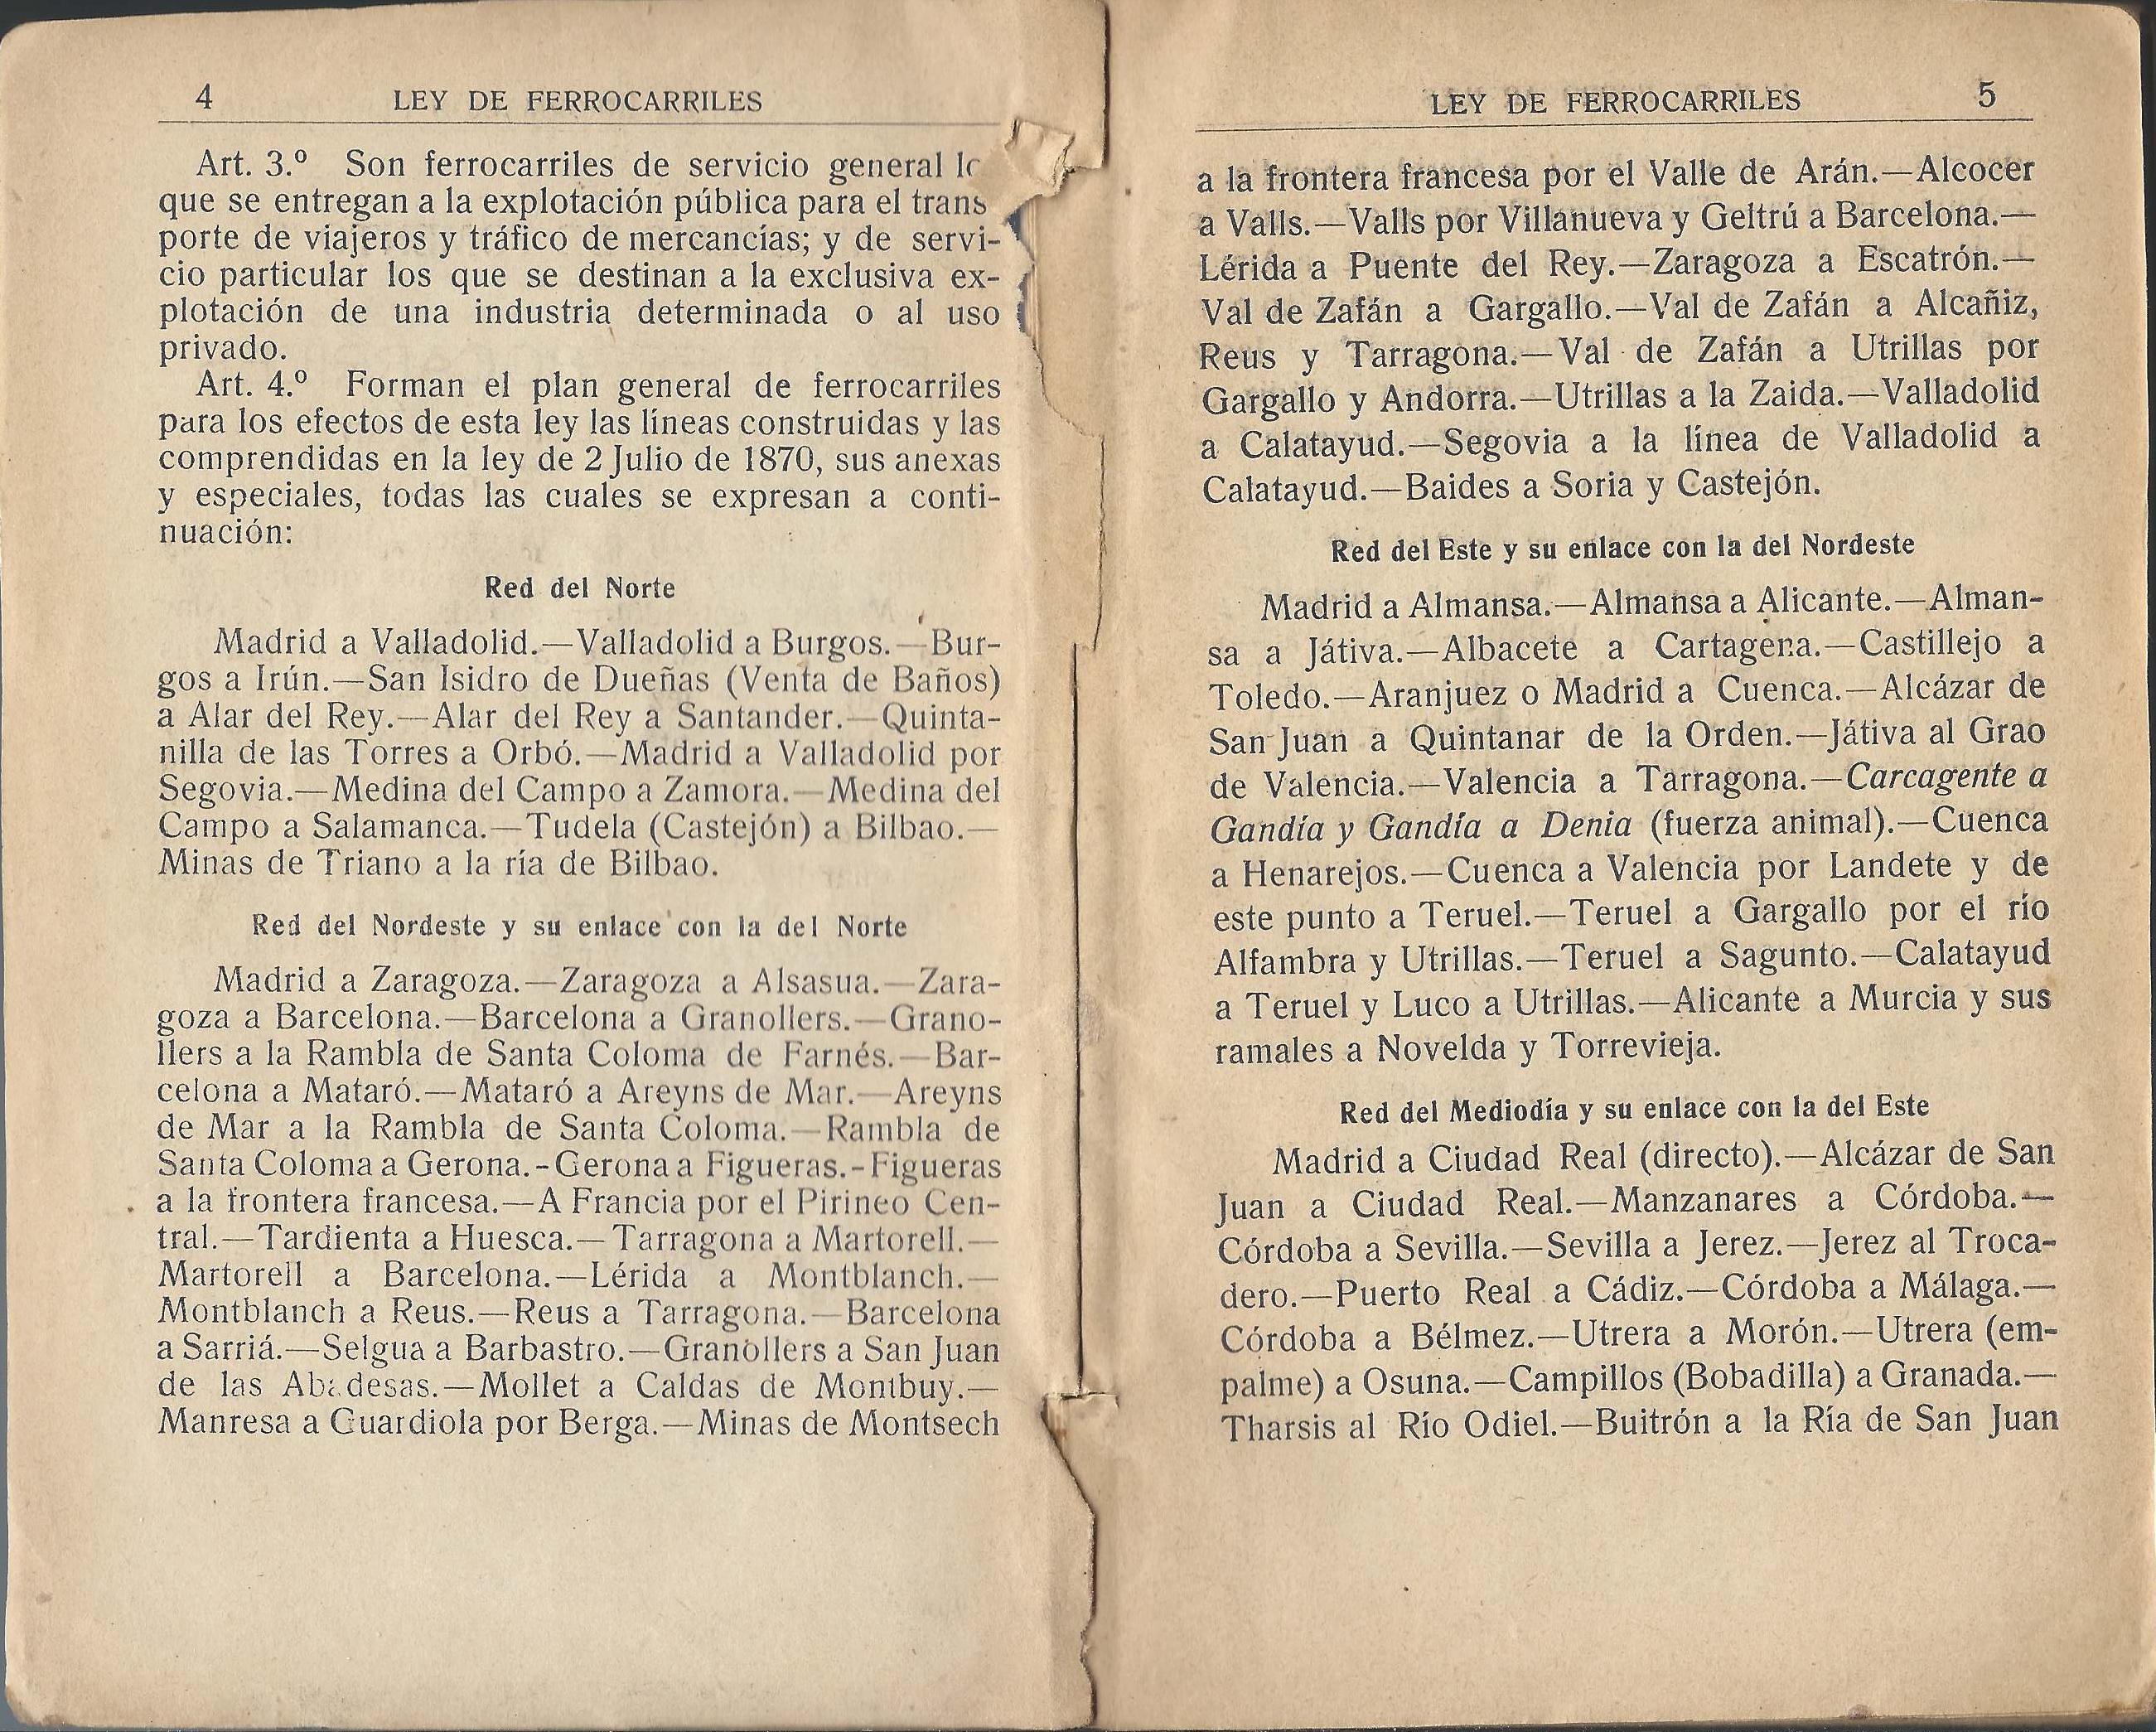 4 LEY DE FERROCARRILES
Art. 3.º Son ferrocarriles de servicio general
que se entregan a la explotación pública para el trans
porte de viajeros y tráfico de mercancías; y de servi-
cio particular los que se destinan a la exclusiva ex-
plotación de una industria determinada o al uso
privado.
Art. 4.º Forman el plan general de ferrocarriles
para los efectos de esta ley las líneas construidas y las
comprendidas en la ley de 2 Julio de 1870, sus anexas
y especiales, todas las cuales se expresan a conti-
nuación:
Red del Norte
Madrid a Valladolid.—Valladolid a Burgos.—Bur-
gos a Irún.—San Isidro de Dueñas (Venta de Baños)
a Alar del Rey.—Alar del Rey a Santander.—Quinta-
nilla de las Torres a Orbó.—Madrid a Valladolid por
Segovia.—Medina del Campo a Zamora.—Medina del
Campo a Salamanca.—Tudela (Castejón) a Bilbao.—
Minas de Triano a la ría de Bilbao.
Red del Nordeste y su enlace con la del Norte
Madrid a Zaragoza.—Zaragoza a Alsasua.—Zara-
goza a Barcelona.—Barcelona a Granollers.—Grano-
llers a la Rambla de Santa Coloma de Farnés.—Bar-
celona a Mataró.—Mataró a Areyns de Mar.—Areyns
de Mar a la Rambla de Santa Coloma.—Rambla de
Santa Coloma a Gerona.-Gerona a Figueras.-Figueras
a la frontera francesa.—A Francia por el Pirineo Cen-
tral.—Tardienta a Huesca.—Tarragona a Martorell.—
Martorell a Barcelona.—Lérida a Montblanch.—
Montblanch a Reus.—Reus a Tarragona.—Barcelona
a Sarriá.—Selgua a Barbastro.—Granollers a San Juan
de las Abadesas.—Mollet a Caldas de Montbuy.—
Manresa a Guardiola por Berga.—Minas de Montsech
LEY DE FERROCARRILES 5
a la frontera francesa por el Valle de Arán.—Alcocer
a Valls.—Valls por Villanueva y Geltrú a Barcelona.—
Lérida a Puente del Rey.—Zaragoza a Escatrón.—
Val de Zafán a Gargallo.—Val de Zafán a Alcañiz,
Reus y Tarragona.—Val de Zafán a Utrillas por
Gargallo y Andorra.—Utrillas a la Zaida.—Valladolid
a Calatayud.—Segovia a la línea de Valladolid a
Calatayud.—Baides a Soria y Castejón.
Red del Este y su enlace con la del Nordeste
Madrid a Almansa.—Almansa a Alicante.—Alman-
sa a Játiva.—Albacete a Cartagena.—Castillejo a
Toledo.—Aranjuez o Madrid a Cuenca.—Alcázar de
San Juan a Quintanar de la Orden.—Játiva al Grao
de Valencia.—Valencia a Tarragona.—Carcagente a
Gandía y Gandía a Denia (fuerza animal).—Cuenca
a Henarejos.—Cuenca a Valencia por Landete y de
este punto a Teruel.—Teruel a Gargallo por el río
Alfambra y Utrillas.—Teruel a Sagunto.—Calatayud
a Teruel y Luco a Utrillas.—Alicante a Murcia y sus
ramales a Novelda y Torrevieja.
Red del Mediodía y su enlace con la del Este
Madrid a Ciudad Real (directo).—Alcázar de San
Juan a Ciudad Real.—Manzanares a Córdoba.—
Córdoba a Sevilla.—Sevilla a Jerez.—Jerez al Troca-
dero.—Puerto Real a Cádiz.—Córdoba a Málaga.—
Córdoba a Bélmez.—Utrera a Morón.—Utrera (em-
palme) a Osuna.—Campillos (Bobadilla) a Granada.—
Tharsis al Río Odiel.—Buitrón a la Ría de San Juan